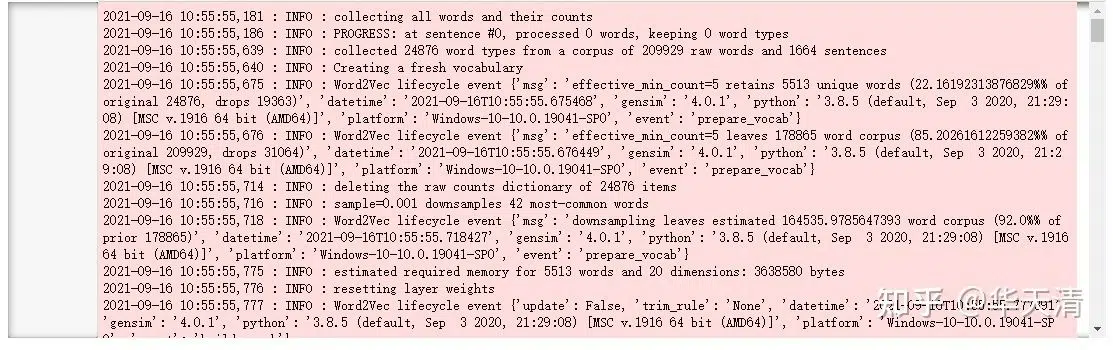 2021-09-16 10:55:55,181 : INFO : collecting all words and their counts
2021-09-16 10:55:55,186 : INFO : PROGRESS: at sentence #0, processed 0 words, keeping 0 word types
2021-09-16 10:55:55,639 : INFO : collected 24876 word types from a corpus of 209929 raw words and 1664 sentences
2021-09-16 10:55:55,640 : INFO : Creating a fresh vocabulary
2021-09-16 10:55:55,675 : INFO : Word2Vec lifecycle event {'msg': 'effective_min_count=5 retains 5513 unique words (22.16192313876829%% of
original 24876, drops 19363)', 'datetime': '2021-09-16T10:55:55.675468', 'gensim': '4.0.1', 'python': '3.8.5 (default, Sep  3 2020, 21:29:
08) [MSC v.1916 64 bit (AMD64)]', 'platform': 'Windows-10-10.0.19041-SP0', 'event': 'prepare_vocab'}
2021-09-16 10:55:55,676 : INFO : Word2Vec lifecycle event {'msg': 'effective_min_count=5 leaves 178865 word corpus (85.20261612259382%% of
original 209929, drops 31064)', 'datetime': '2021-09-16T10:55:55.676449', 'gensim': '4.0.1', 'python': '3.8.5 (default, Sep  3 2020, 21:2
9:08) [MSC v.1916 64 bit (AMD64)]', 'platform': 'Windows-10-10.0.19041-SP0', 'event': 'prepare_vocab'}
2021-09-16 10:55:55,714 : INFO : deleting the raw counts dictionary of 24876 items
2021-09-16 10:55:55,716 : INFO : sample=0.001 downsamples 42 most-common words
2021-09-16 10:55:55,718 : INFO : Word2Vec lifecycle event {'msg': 'downsampling leaves estimated 164535.9785647393 word corpus (92.0%% of
prior 178865)', 'datetime': '2021-09-16T10:55:55.718427', 'gensim': '4.0.1', 'python': '3.8.5 (default, Sep  3 2020, 21:29:08) [MSC v.1916
64 bit (AMD64)]', 'platform': 'Windows-10-10.0.19041-SP0', 'event': 'prepare_vocab'}
2021-09-16 10:55:55,775 : INFO : estimated required memory for 5513 words and 20 dimensions: 3638580 bytes
2021-09-16 10:55:55,776 : INFO : resetting layer weights
2021-09-16 10:55:55,777 : INFO : Word2Vec lifecycle event {'update': False, 'trim_rule': 'None', 'datetime':
'gensim': '4.0.1', 'python': '3.8.5 (default, Sep  3 2020, 21:29:08) [MSC v.1916 64 bit (AMD64)]', 'platform': 'Windows-10-10.0.19041-SP
知乎 @华天清